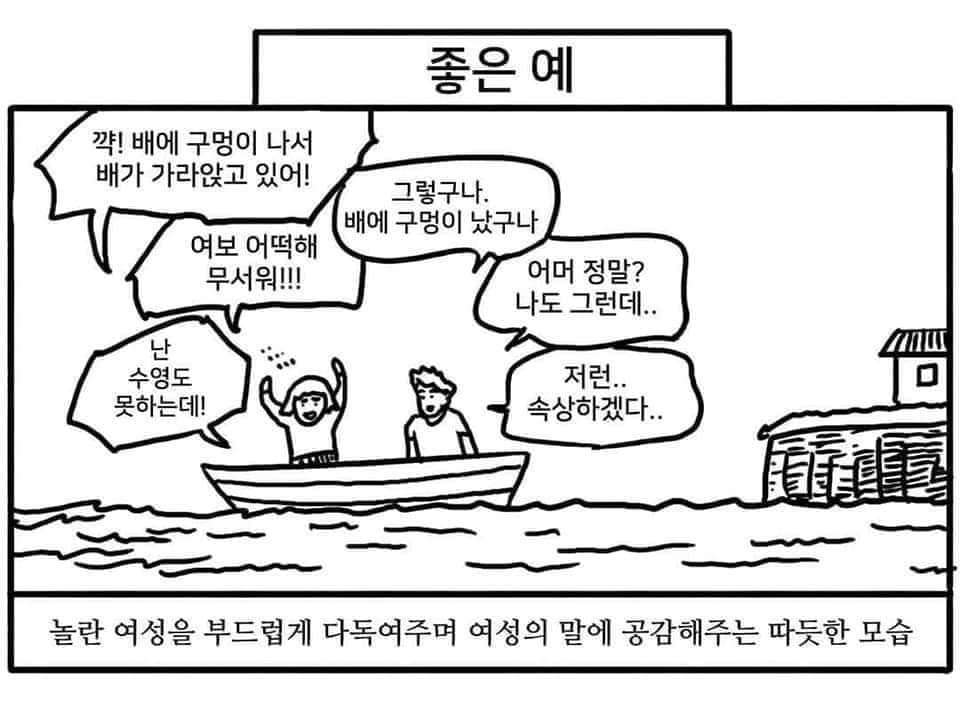 좋은 예
꺅! 배에 구멍이 나서
배가 가라앉고 있어!
그렇구나.
배에 구멍이 났구나
여보 어떡해
무서워!!!
어머 정말?
나도 그런데..
난
수영도
못하는데!
저런..
속상하겠다..
놀란 여성을 부드럽게 다독여주며 여성의 말에 공감해주는 따듯한 모습